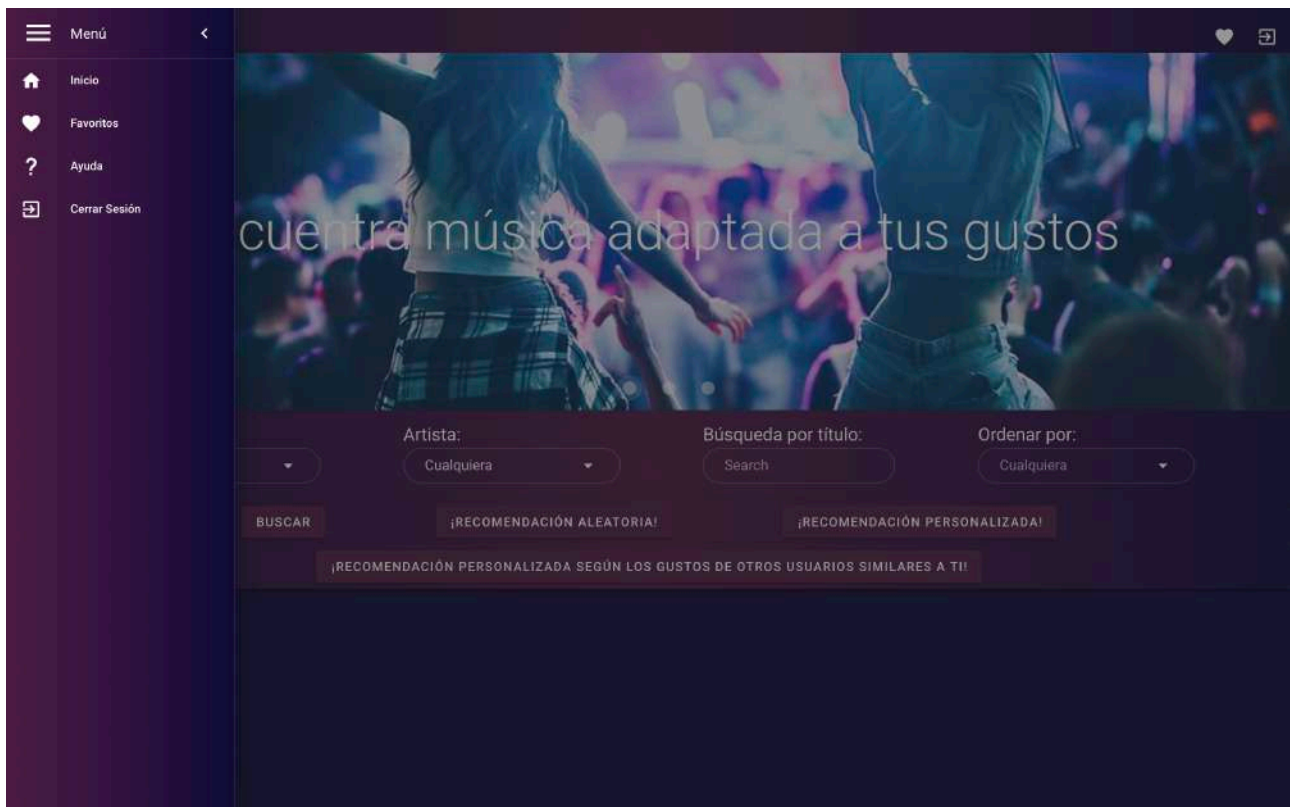 Menú
Inicio
Favoritos
Ayuda
Cerrar Sesión
cuentra música adaptada a tus gustos
Artista:
Búsqueda por título:
Ordenar por:
Cualquiera
Search
Cualquiera
BUSCAR
¡RECOMENDACIÓN ALEATORIA!
¡RECOMENDACIÓN PERSONALIZADA!
¡RECOMENDACIÓN PERSONALIZADA SEGÚN LOS GUSTOS DE OTROS USUARIOS SIMILARES A TI!